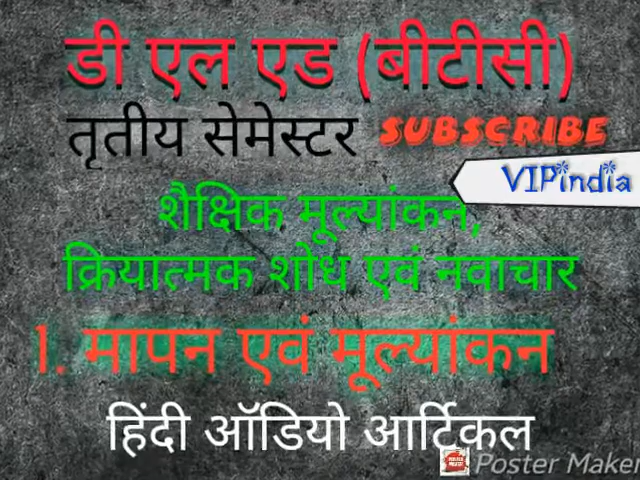 डी एल एड (बीटीसी)
तृतीय सेमेस्टर SUBSCRIBE
VIPindia
शैक्षिक मूल्यांकन,
क्रियात्मक शोध एवं नवाचार
1. मापन एवं मूल्यांकन
हिंदी ऑडियो आर्टिकल
Poster Maker